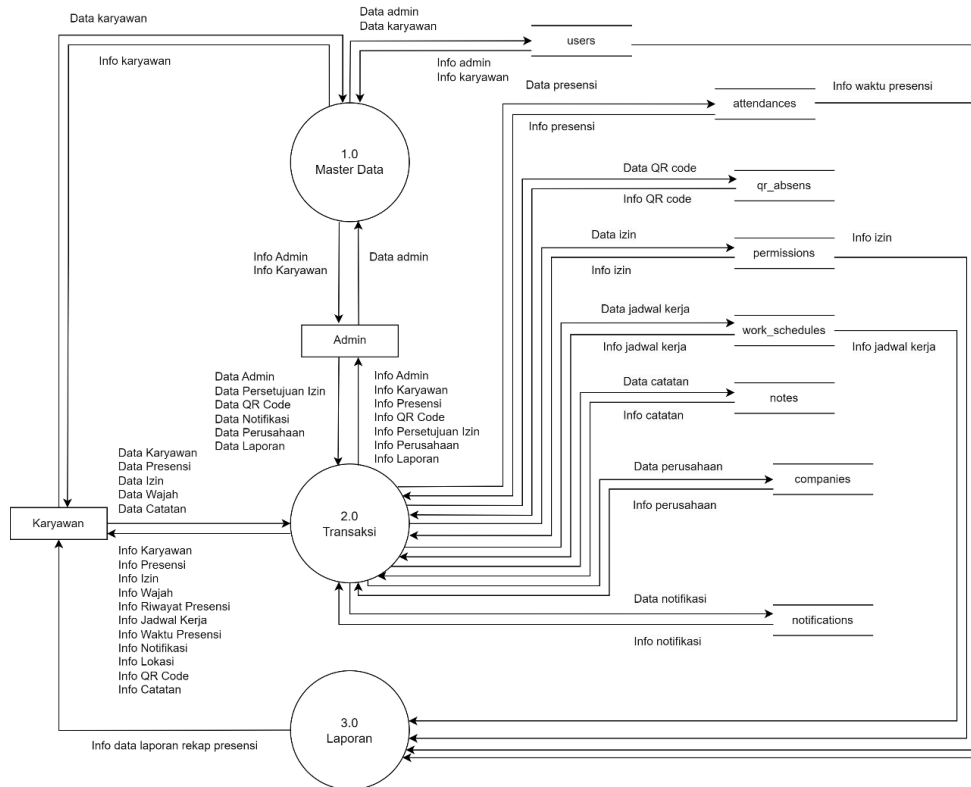 Data karyawan
Info karyawan
Data admin
Data karyawan
Info admin
Info karyawan
users
Data presensi
Info presensi
attendances
Info waktu presensi
1.0
Master Data
Data QR code
Info QR code
qr_absens
Info Admin
Info Karyawan
Data admin
Data izin
Info izin
permissions
Info izin
Admin
Data jadwal kerja
Info jadwal kerja
work_schedules
Info jadwal kerja
Data Admin
Data Persetujuan Izin
Data QR Code
Data Notifikasi
Data Perusahaan
Data Laporan
Info Admin
Info Karyawan
Info Presensi
Info QR Code
Info Persetujuan Izin
Info Perusahaan
Info Laporan
Data catatan
Info catatan
notes
Data Karyawan
Data Presensi
Data Izin
Data Wajah
Data Catatan
Data perusahaan
Info perusahaan
companies
Karyawan
2.0
Transaksi
Info Karyawan
Info Presensi
Info Izin
Info Wajah
Info Riwayat Presensi
Info Jadwal Kerja
Info Waktu Presensi
Info Notifikasi
Info Lokasi
Info QR Code
Info Catatan
Data notifikasi
Info notifikasi
notifications
3.0
Laporan
Info data laporan rekap presensi